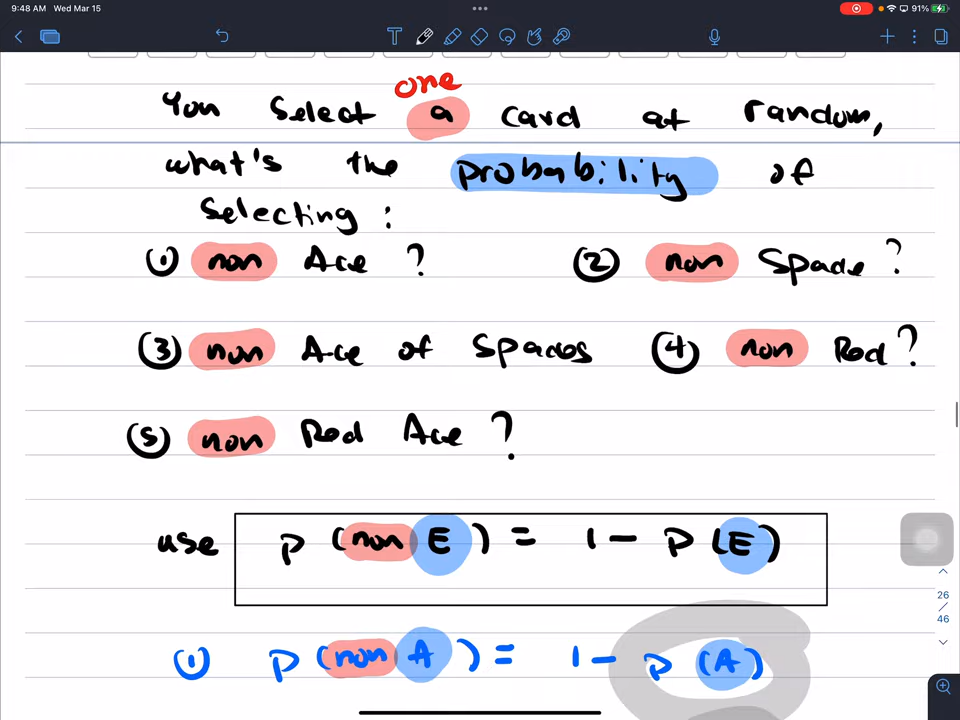 9:48 AM Wed Mar 15
91%
one
You select a card at random,
what's the probability of
selecting :
① non Ace ? ② non Spade ?
③ non Ace of Spades ④ non Red ?
⑤ non Red Ace ?
use P (non E) = 1 - P (E)
① P (non A) = 1 - P (A)
26
/
46